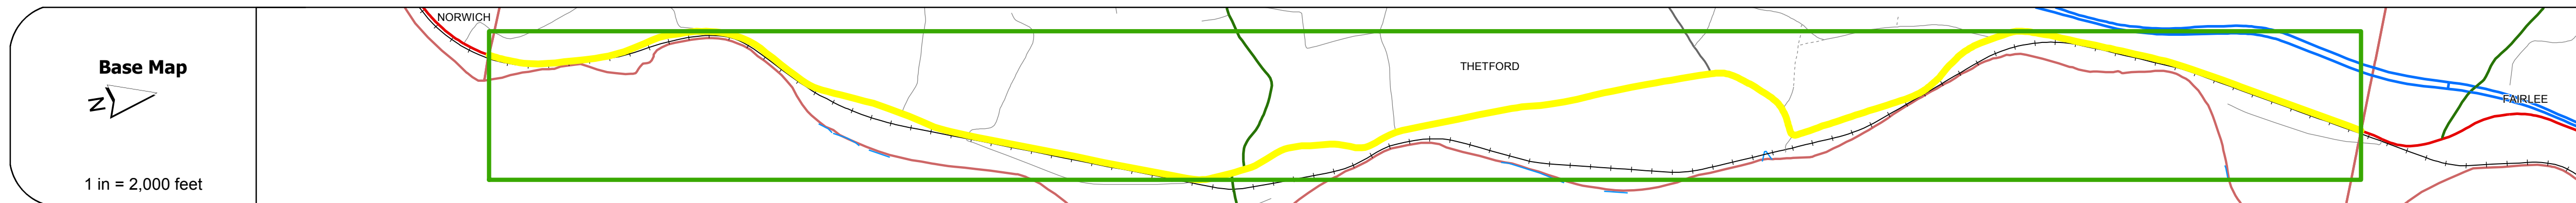 Base Map
N
1 in = 2,000 feet
NORWICH
THETFORD
FAIRLEE